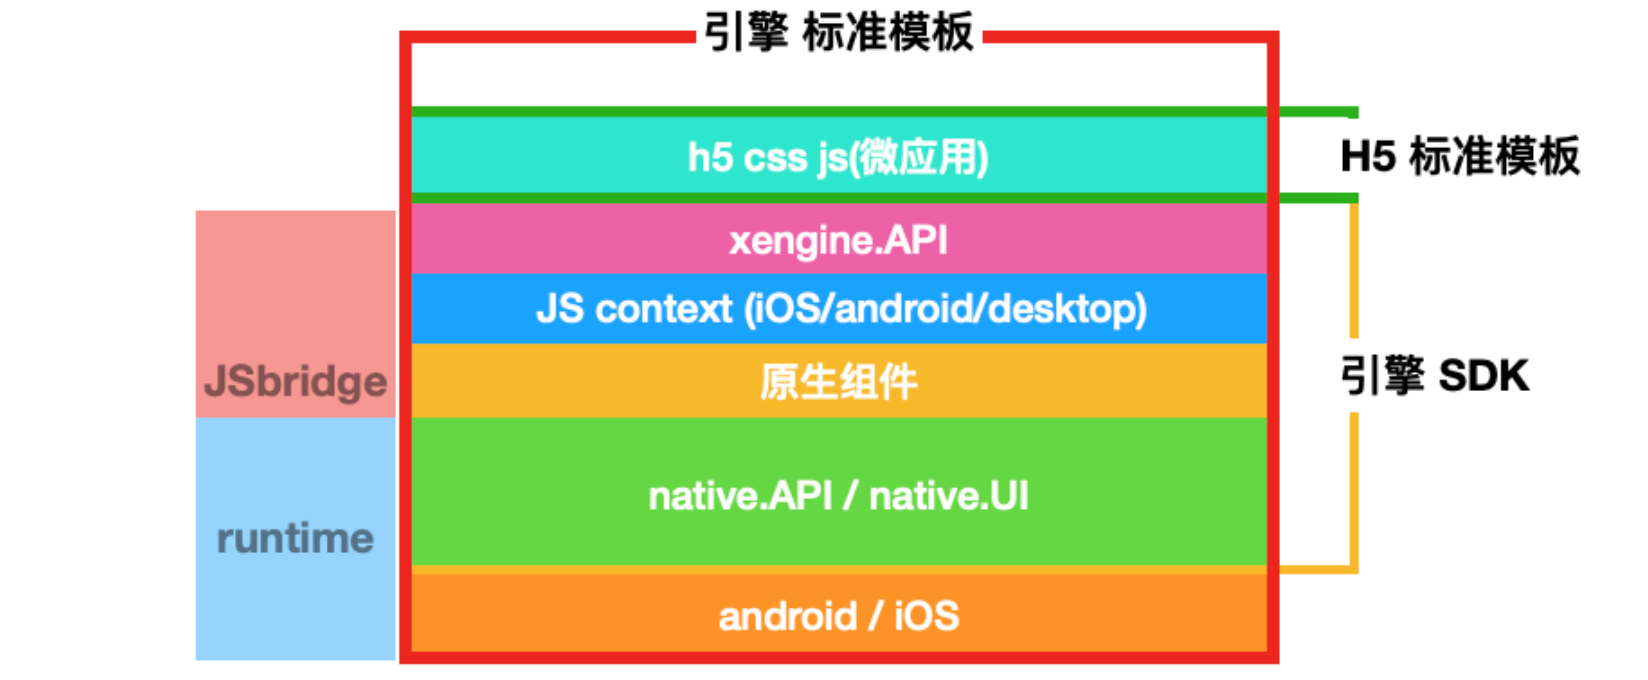 引擎 标准模板
h5 css js(微应用)
H5 标准模板
xengine.API
JS context (iOS/android/desktop)
JSbridge
原生组件
引擎 SDK
native.API / native.UI
runtime
android / iOS